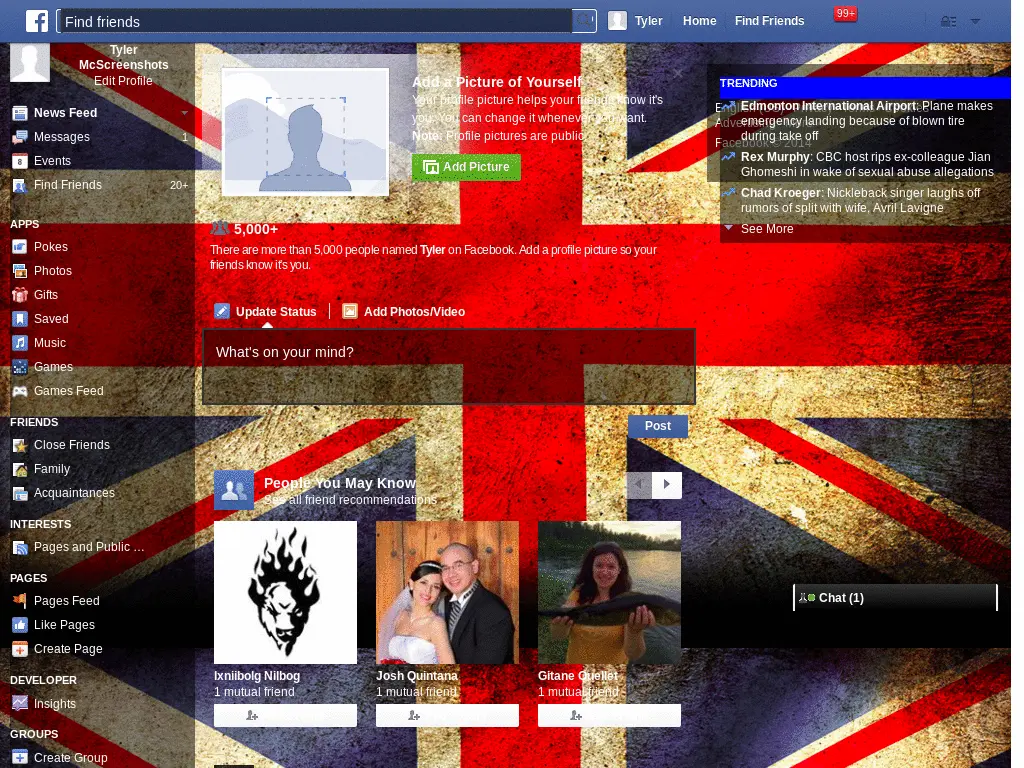 Find friends
Tyler
Home
Find Friends
99+
Tyler
McScreenshots
Edit Profile
News Feed
Messages 1
Events
Find Friends 20+
APPS
Pokes
Photos
Gifts
Saved
Music
Games
Games Feed
FRIENDS
Close Friends
Family
Acquaintances
INTERESTS
Pages and Public ...
PAGES
Pages Feed
Like Pages
Create Page
DEVELOPER
Insights
GROUPS
Create Group
Add a Picture of Yourself
Your profile picture helps your friends know it's
you. You can change it whenever you want.
Note: Profile pictures are public.
Add Picture
5,000+
There are more than 5,000 people named Tyler on Facebook. Add a profile picture so your
friends know it's you.
Update Status
Add Photos/Video
What's on your mind?
Post
People You May Know
See all friend recommendations
Ixniibolg Nilbog
1 mutual friend
Josh Quintana
1 mutual friend
Gitane Ouellet
1 mutual friend
TRENDING
Edmonton International Airport: Plane makes
emergency landing because of blown tire
during take off
Facebook © 2014
Rex Murphy: CBC host rips ex-colleague Jian
Ghomeshi in wake of sexual abuse allegations
Chad Kroeger: Nickleback singer laughs off
rumors of split with wife, Avril Lavigne
See More
Chat (1)